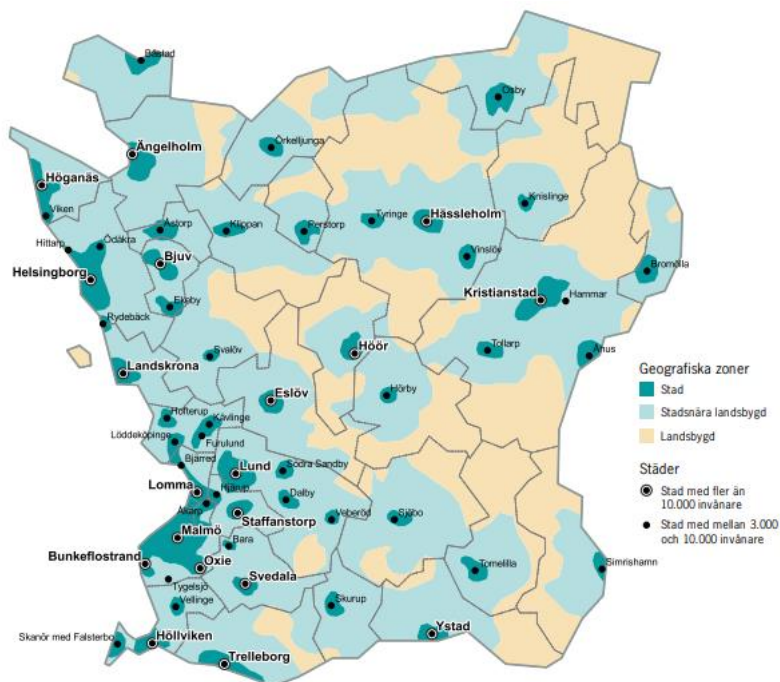 Båstad
Osby
Ängelholm
Örkelljunga
Höganäs
Viken
Knislinge
Hittarp
Ödåkra
Åstorp
Klippan
Perstorp
Tyringe
Hässleholm
Vinslöv
Bjuv
Helsingborg
Bromölla
Ekeby
Kristianstad
Hammar
Rydebäck
Svalöv
Höör
Tollarp
Åhus
Landskrona
Eslöv
Hörby
Hofterup
Kävlinge
Löddeköpinge
Furulund
Bjärred
Lund
Södra Sandby
Lomma
Hjärup
Dalby
Åkarp
Staffanstorp
Veberöd
Sjöbo
Malmö
Bara
Bunkeflostrand
Oxie
Tomelilla
Simrishamn
Svedala
Tygelsjö
Vellinge
Skurup
Skanör med Falsterbo
Höllviken
Ystad
Trelleborg
Geografiska zoner
Stad
Stadsnära landsbygd
Landsbygd
Städer
Stad med fler än
10.000 invånare
Stad med mellan 3.000
och 10.000 invånare